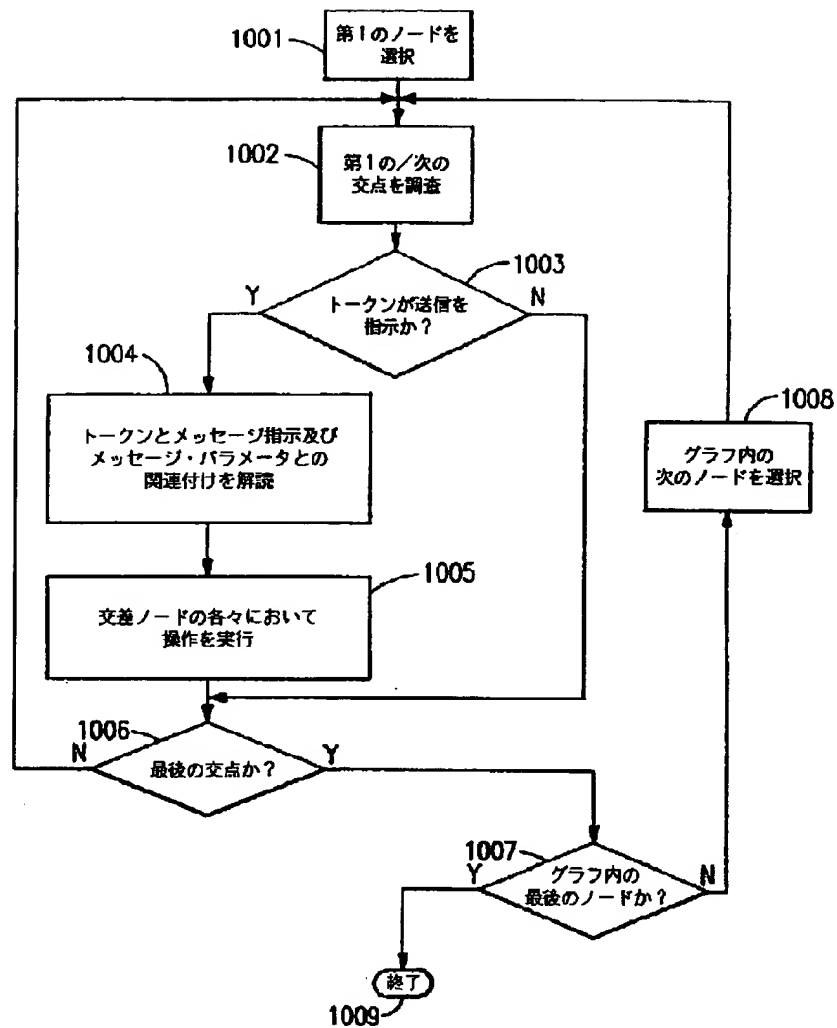 1001
第1のノードを
選択
1002
第1の／次の
交点を調査
1003
Y
トークンが送信を
指示か？
N
1004
トークンとメッセージ指示及び
メッセージ・パラメータとの
関連付けを解読
1008
グラフ内の
次のノードを選択
1005
交差ノードの各々において
操作を実行
1006
N
最後の交点か？
Y
1007
Y
グラフ内の
最後のノードか？
N
終了
1009